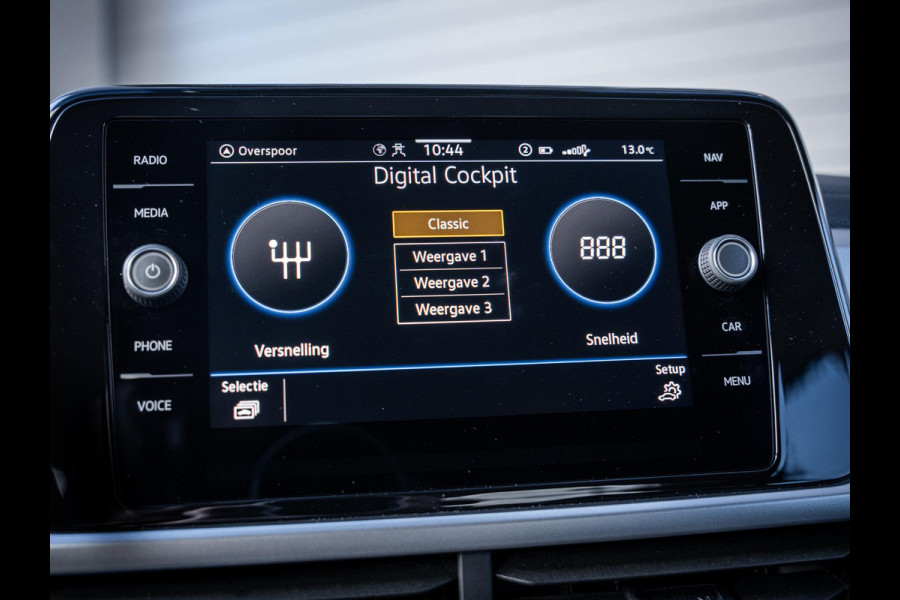 RADIO
MEDIA
PHONE
VOICE
Overspoor
10:44
2
13.0°C
Digital Cockpit
Classic
Weergave 1
Weergave 2
Weergave 3
888
Versnelling
Snelheid
Selectie
Setup
NAV
APP
CAR
MENU